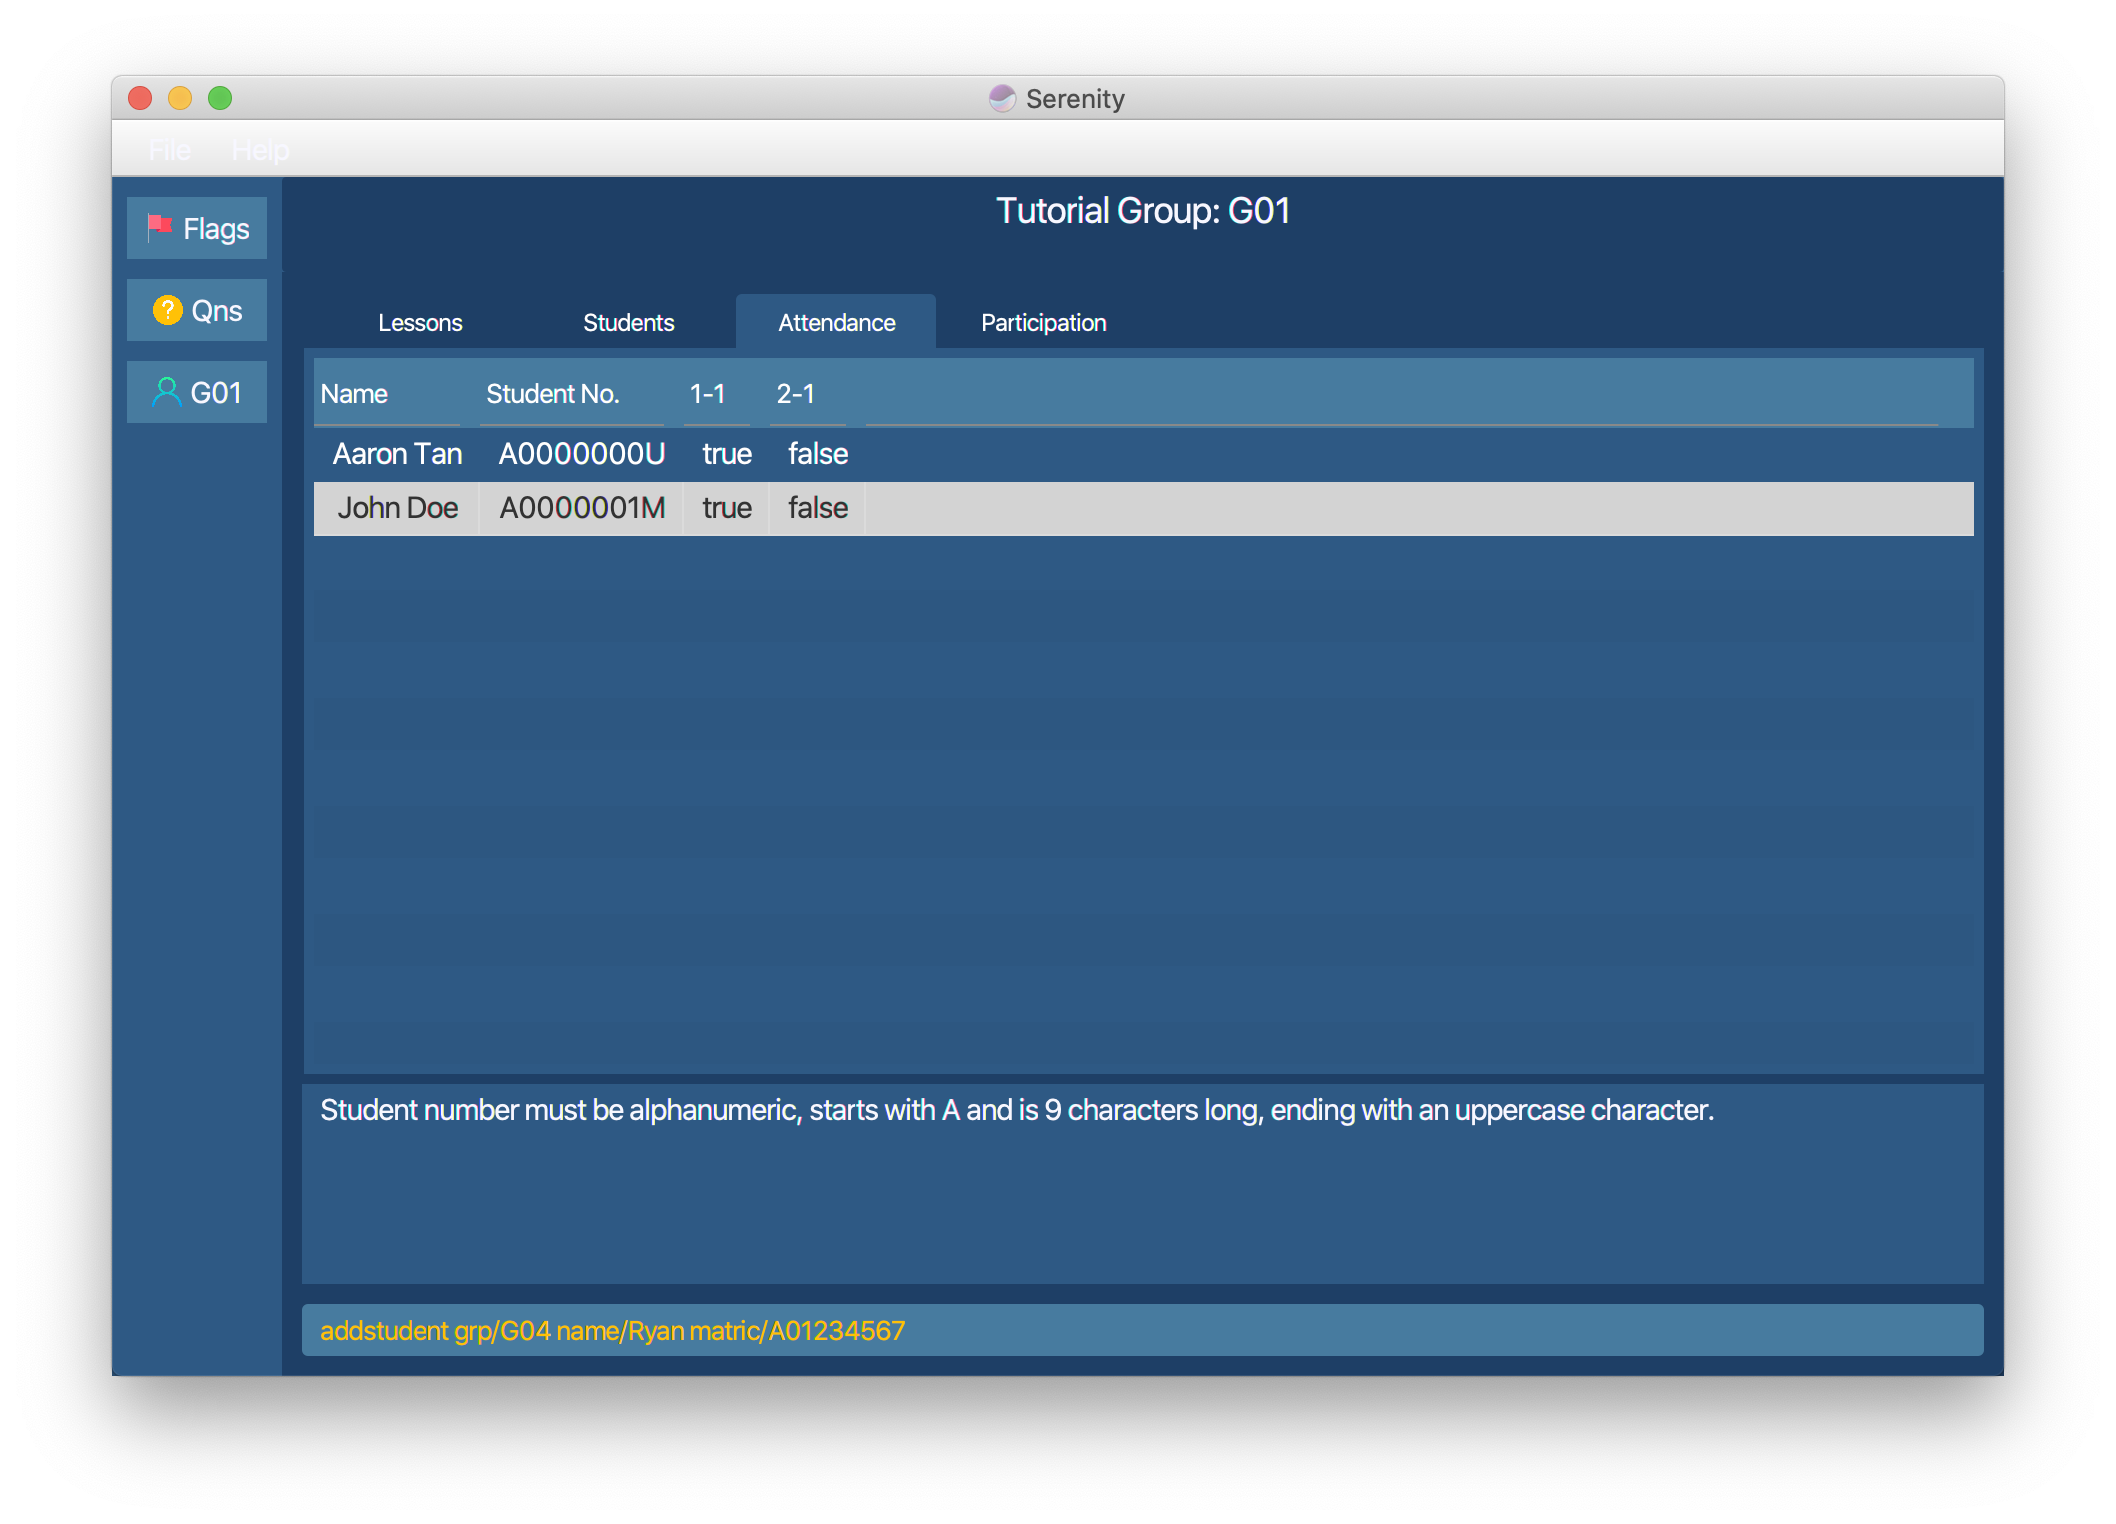 Serenity
File Help
Flags
Qns
G01
Tutorial Group: G01
Lessons Students Attendance Participation
Name Student No. 1-1 2-1
Aaron Tan A0000000U true false
John Doe A0000001M true false
Student number must be alphanumeric, starts with A and is 9 characters long, ending with an uppercase character.
addstudent grp/G04 name/Ryan matric/A01234567